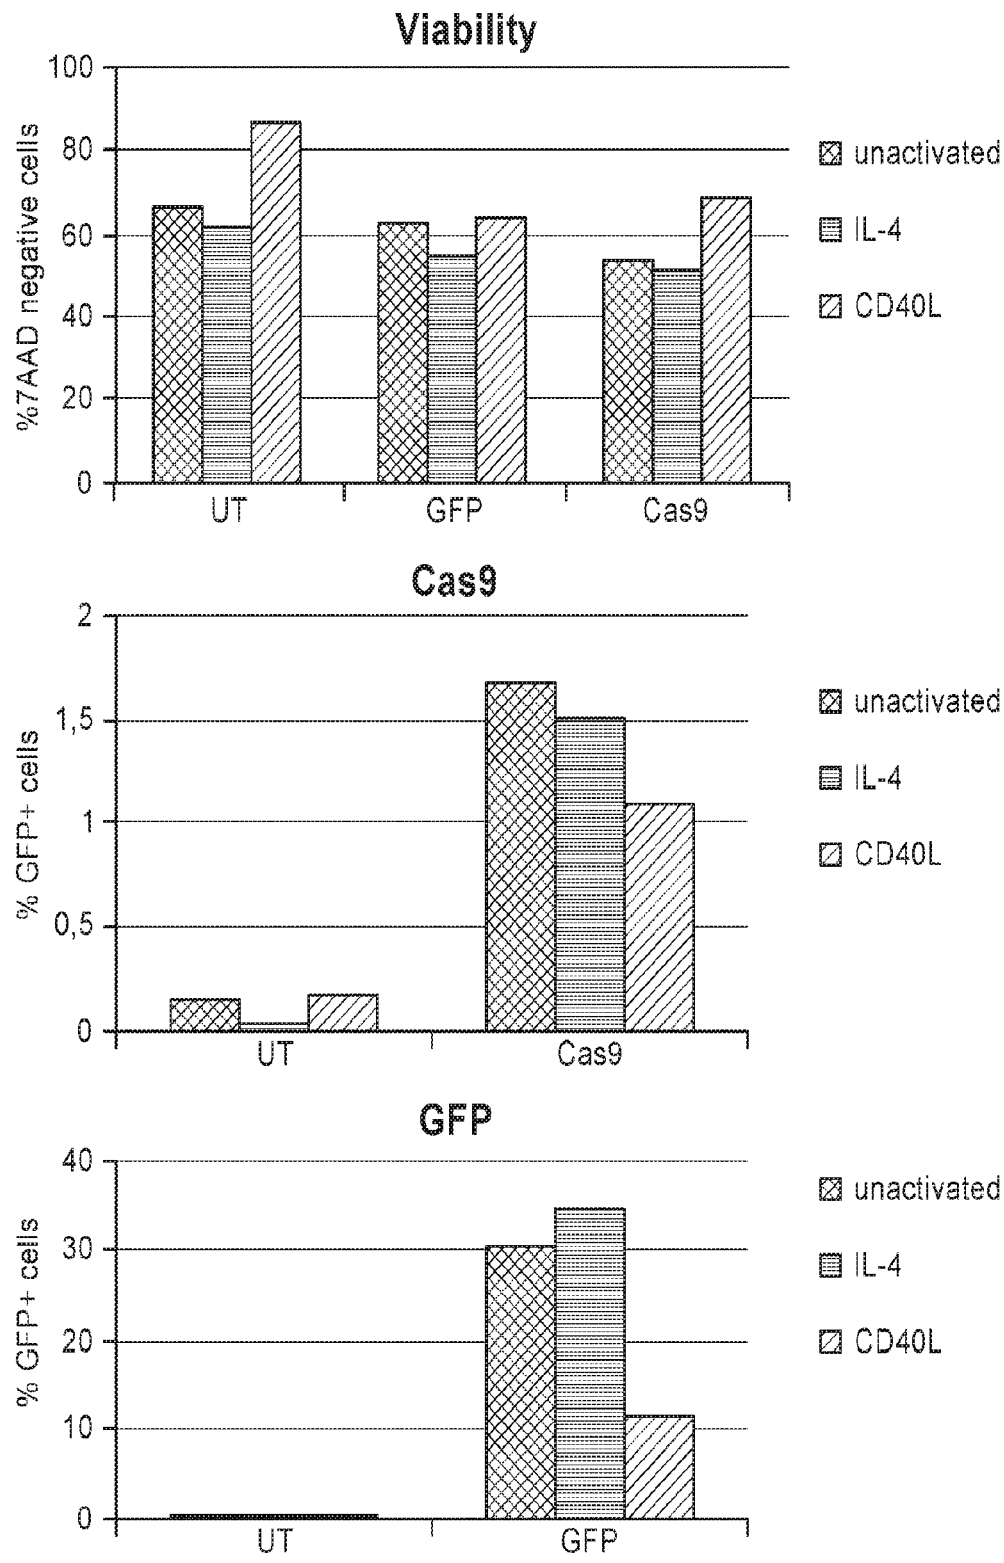 Viability
%7AAD negative cells
100
80
60
40
20
0
UT
GFP
Cas9
unactivated
IL-4
CD40L
Cas9
% GFP+ cells
2
1,5
1
0,5
0
UT
Cas9
unactivated
IL-4
CD40L
GFP
% GFP+ cells
40
30
20
10
0
UT
GFP
unactivated
IL-4
CD40L